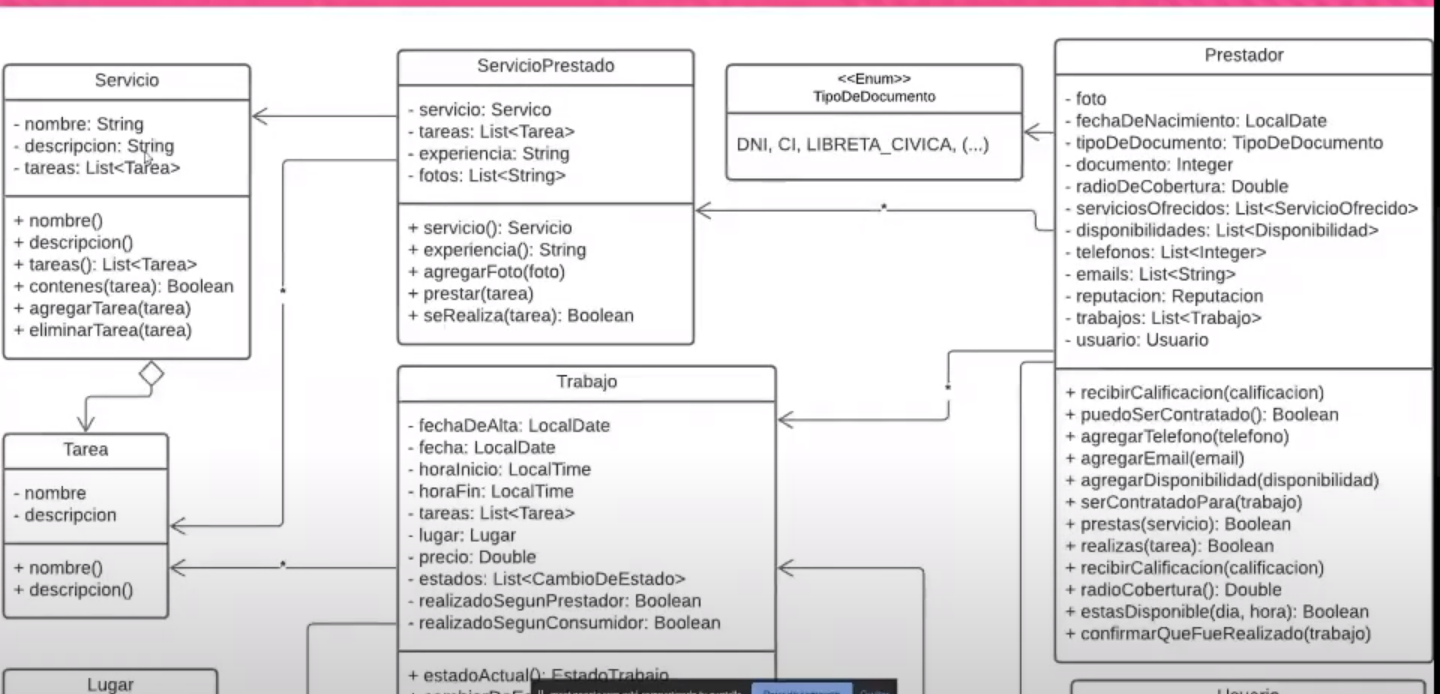 Servicio
- nombre: String
- descripcion: String
- tareas: List<Tarea>
+ nombre()
+ descripcion()
+ tareas(): List<Tarea>
+ contenes(tarea): Boolean
+ agregarTarea(tarea)
+ eliminarTarea(tarea)
Tarea
- nombre
- descripcion
+ nombre()
+ descripcion()
Lugar
*
*
ServicioPrestado
- servicio: Servico
- tareas: List<Tarea>
- experiencia: String
- fotos: List<String>
+ servicio(): Servicio
+ experiencia(): String
+ agregarFoto(foto)
+ prestar(tarea)
+ seRealiza(tarea): Boolean
Trabajo
- fechaDeAlta: LocalDate
- fecha: LocalDate
- horaInicio: LocalTime
- horaFin: LocalTime
- tareas: List<Tarea>
- lugar: Lugar
- precio: Double
- estados: List<CambioDeEstado>
- realizadoSegunPrestador: Boolean
- realizadoSegunConsumidor: Boolean
+ estadoActual(): EstadoTrabajo
<<Enum>>
TipoDeDocumento
DNI, CI, LIBRETA_CIVICA, (...)
*
*
Prestador
- foto
- fechaDeNacimiento: LocalDate
- tipoDeDocumento: TipoDeDocumento
- documento: Integer
- radioDeCobertura: Double
- serviciosOfrecidos: List<ServicioOfrecido>
- disponibilidades: List<Disponibilidad>
- telefonos: List<Integer>
- emails: List<String>
- reputacion: Reputacion
- trabajos: List<Trabajo>
- usuario: Usuario
+ recibirCalificacion(calificacion)
+ puedoSerContratado(): Boolean
+ agregarTelefono(telefono)
+ agregarEmail(email)
+ agregarDisponibilidad(disponibilidad)
+ serContratadoPara(trabajo)
+ prestas(servicio): Boolean
+ realizas(tarea): Boolean
+ recibirCalificacion(calificacion)
+ radioCobertura(): Double
+ estasDisponible(dia, hora): Boolean
+ confirmarQueFueRealizado(trabajo)